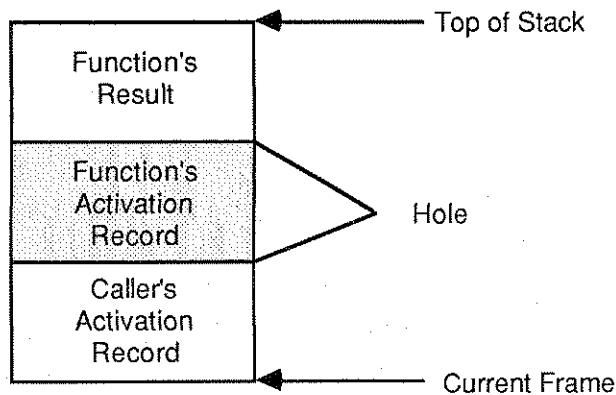 Top of Stack
Function's
Result
Function's
Activation
Record
Hole
Caller's
Activation
Record
Current Frame